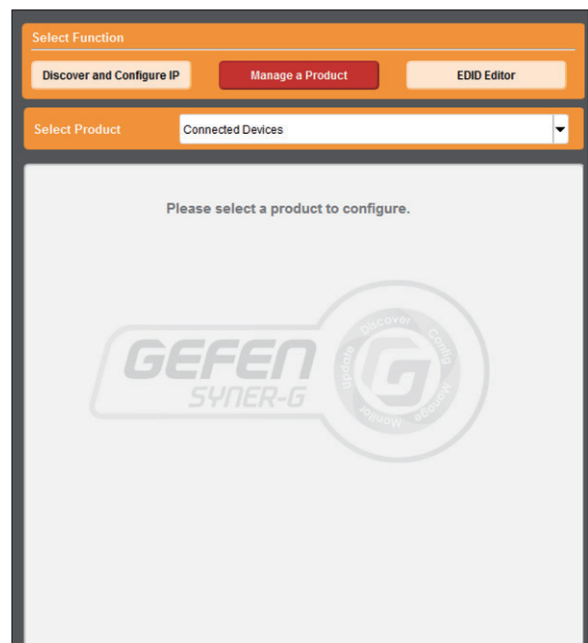 Select Function
Discover and Configure IP
Manage a Product
EDID Editor
Select Product
Connected Devices
Please select a product to configure.
GEFEN
SYNER-G
Discover
Config
Manage
Monitor
Update